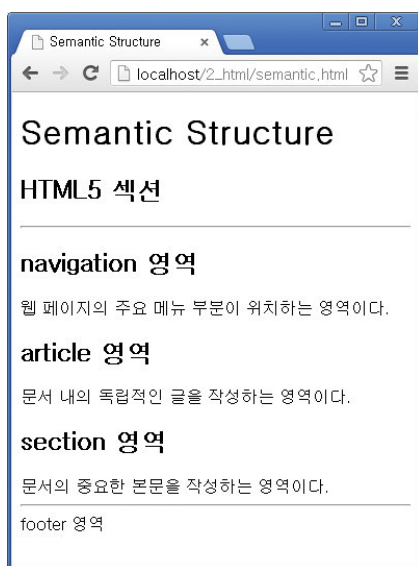 Semantic Structure
localhost/2_html/semantic.html
Semantic Structure
HTML5 섹션
navigation 영역
웹 페이지의 주요 메뉴 부분이 위치하는 영역이다.
article 영역
문서 내의 독립적인 글을 작성하는 영역이다.
section 영역
문서의 중요한 본문을 작성하는 영역이다.
footer 영역